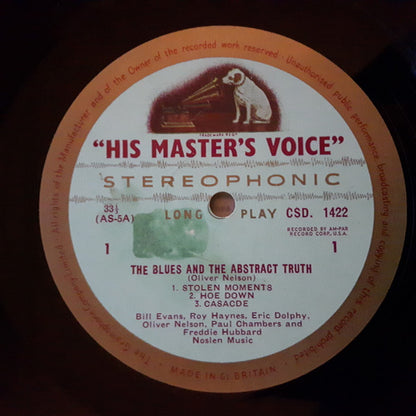 All rights of the Manufacturer and of the Owner of the recorded work reserved · Unauthorised public performance, broadcasting and copying of this record prohibited
TRADE MARK REGD
"HIS MASTER'S VOICE"
STEREOPHONIC
33⅓
(AS-5A)
LONG PLAY
CSD. 1422
RECORDED BY AM-PAR
RECORD CORP., U.S.A.
1
1
THE BLUES AND THE ABSTRACT TRUTH
(Oliver Nelson)
1. STOLEN MOMENTS
2. HOE DOWN
3. CASACDE
Bill Evans, Roy Haynes, Eric Dolphy,
Oliver Nelson, Paul Chambers and
Freddie Hubbard
Noslen Music
The Gramophone Company Limited
MADE IN GT BRITAIN